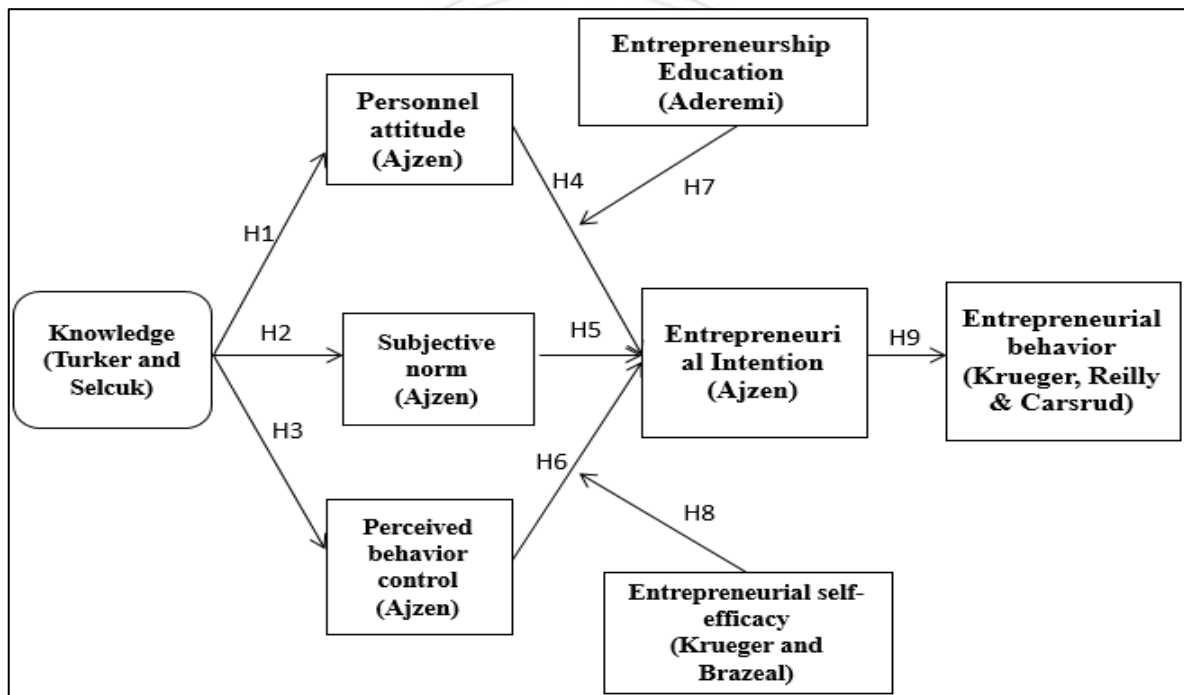 Entrepreneurship
Education
(Aderemi)
Personnel
attitude
(Ajzen)
H4
H7
H1
Knowledge
(Turker and
Selcuk)
H2
Subjective
norm
(Ajzen)
H5
Entrepreneuri
al Intention
(Ajzen)
H9
Entrepreneurial
behavior
(Krueger, Reilly
& Carsrud)
H3
H6
Perceived
behavior
control
(Ajzen)
H8
Entrepreneurial self-
efficacy
(Krueger and
Brazeal)